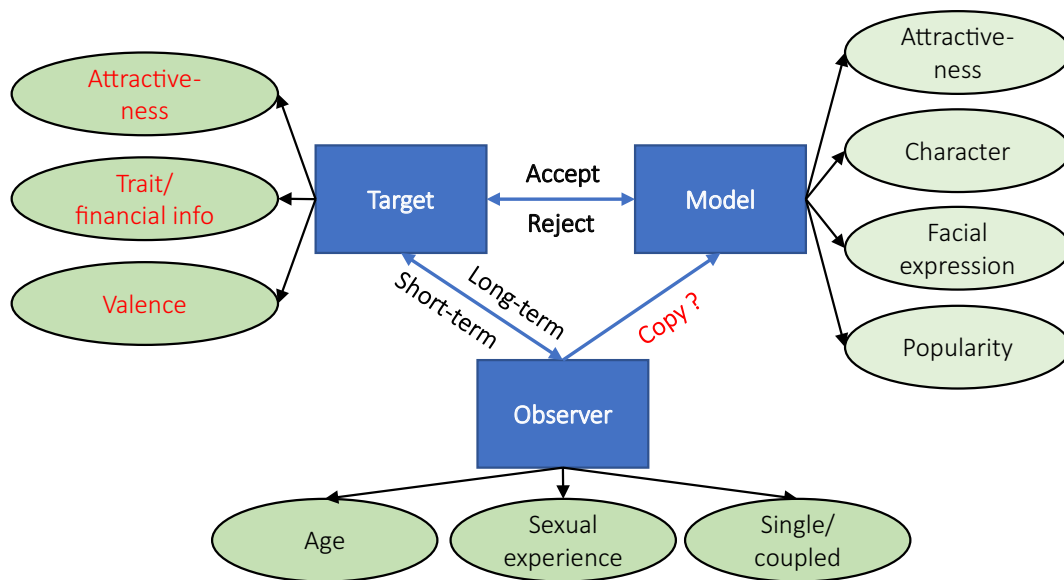 Attractive-
ness
Trait/
financial info
Valence
Target
Accept
Reject
Model
Attractive-
ness
Character
Facial
expression
Popularity
Long-term
Short-term
Copy ?
Observer
Age
Sexual
experience
Single/
coupled